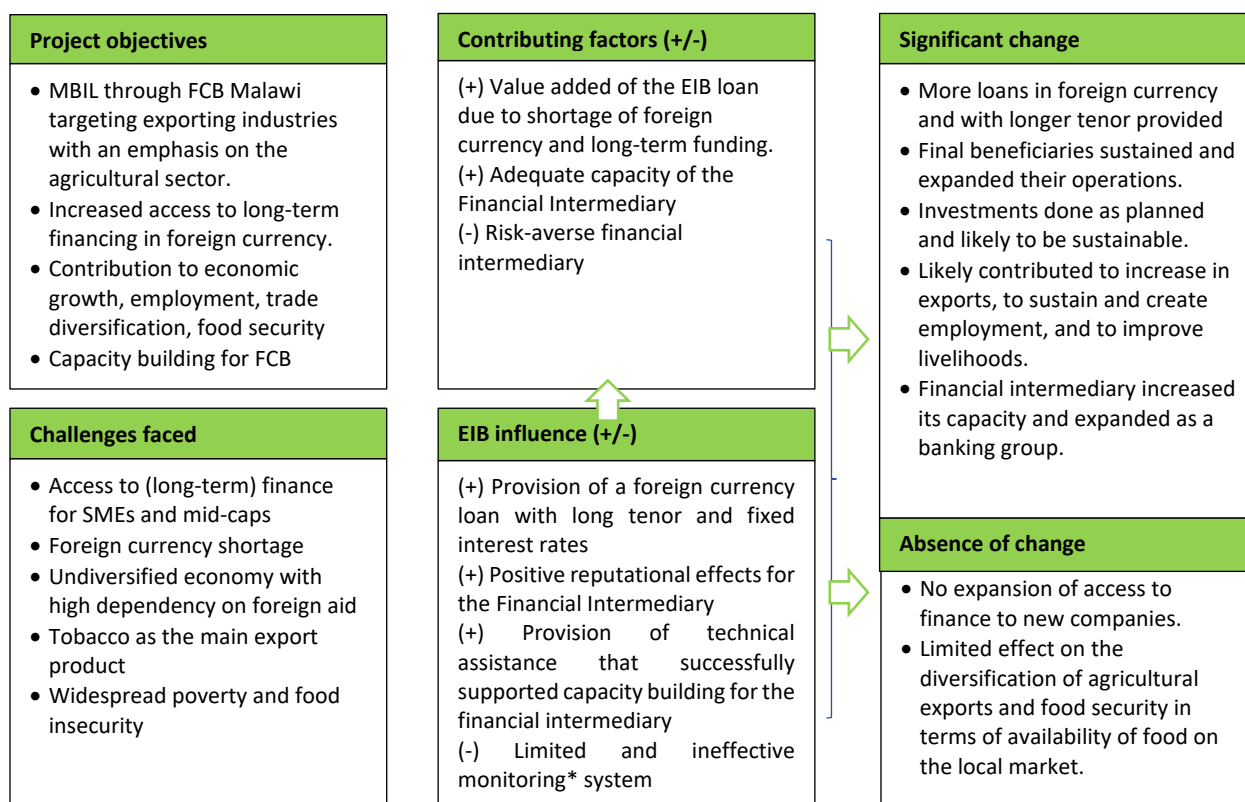 Project objectives
• MBIL through FCB Malawi
targeting exporting industries
with an emphasis on the
agricultural sector.
• Increased access to long-term
financing in foreign currency.
• Contribution to economic
growth, employment, trade
diversification, food security
• Capacity building for FCB
Challenges faced
• Access to (long-term) finance
for SMEs and mid-caps
• Foreign currency shortage
• Undiversified economy with
high dependency on foreign aid
• Tobacco as the main export
product
• Widespread poverty and food
insecurity
Contributing factors (+/-)
(+) Value added of the EIB loan
due to shortage of foreign
currency and long-term funding.
(+) Adequate capacity of the
Financial Intermediary
(-) Risk-averse financial
intermediary
EIB influence (+/-)
(+) Provision of a foreign currency
loan with long tenor and fixed
interest rates
(+) Positive reputational effects for
the Financial Intermediary
(+) Provision of technical
assistance that successfully
supported capacity building for the
financial intermediary
(-) Limited and ineffective
monitoring* system
Significant change
• More loans in foreign currency
and with longer tenor provided
• Final beneficiaries sustained and
expanded their operations.
• Investments done as planned
and likely to be sustainable.
• Likely contributed to increase in
exports, to sustain and create
employment, and to improve
livelihoods.
• Financial intermediary increased
its capacity and expanded as a
banking group.
Absence of change
• No expansion of access to
finance to new companies.
• Limited effect on the
diversification of agricultural
exports and food security in
terms of availability of food on
the local market.